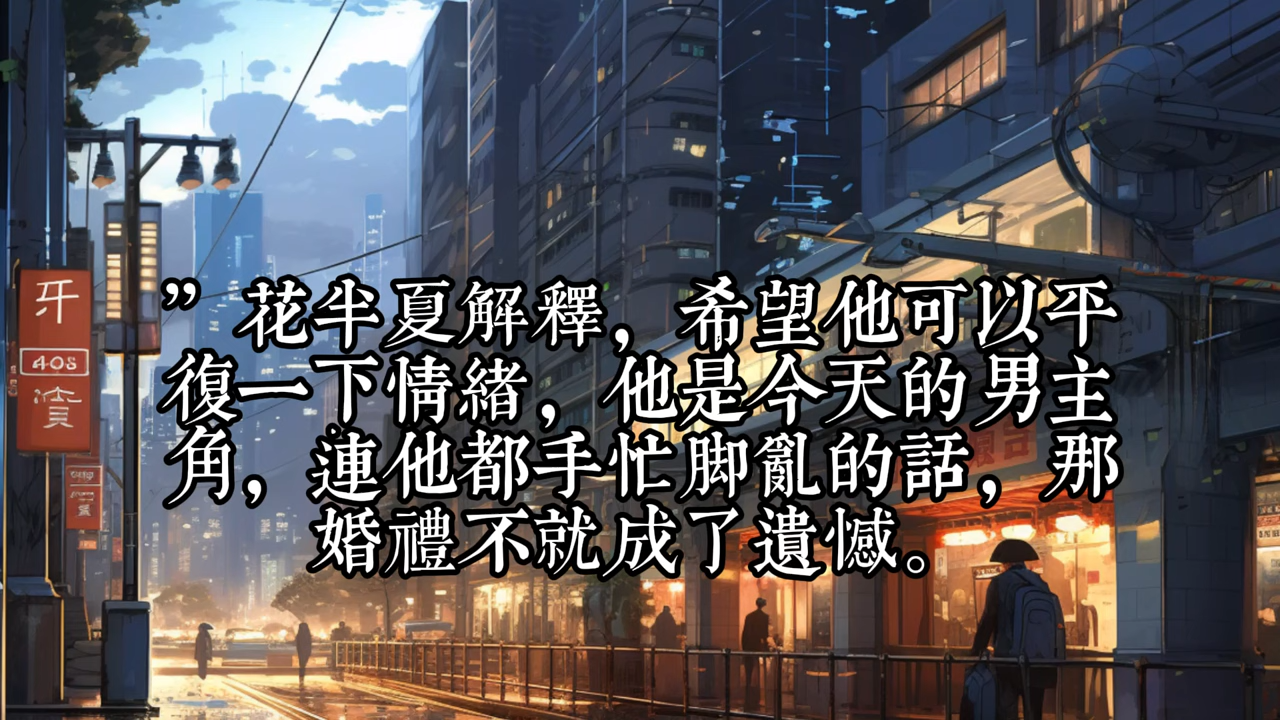 ”花半夏解釋，希望他可以平
復一下情緒，他是今天的男主
角，連他都手忙脚亂的話，那
婚禮不就成了遺憾。
牙
408